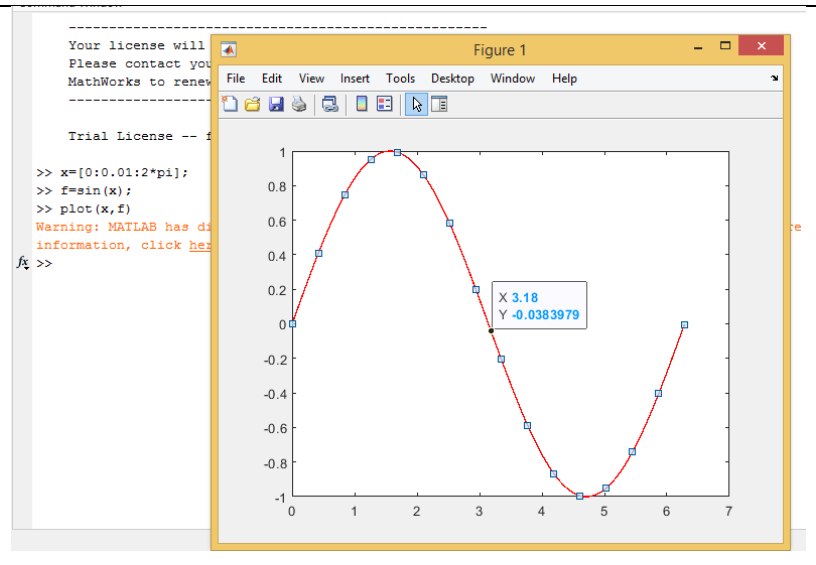 Your license will
Please contact you
MathWorks to renew
Trial License -- f
>> x=[0:0.01:2*pi];
>> f=sin(x);
>> plot(x,f)
Warning: MATLAB has di
re
information, click her
fx >>
Figure 1
File Edit View Insert Tools Desktop Window Help
1
0.8
0.6
0.4
0.2
0
-0.2
-0.4
-0.6
-0.8
-1
X 3.18
Y -0.0383979
0 1 2 3 4 5 6 7